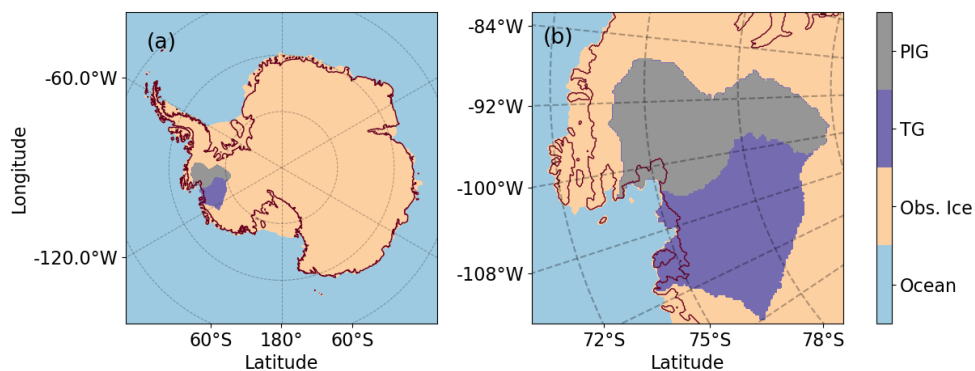 (a)
-60.0°W
-120.0°W
Longitude
60°S 180° 60°S
Latitude
(b)
-84°W
-92°W
-100°W
-108°W
72°S 75°S 78°S
Latitude
PIG
TG
Obs. Ice
Ocean